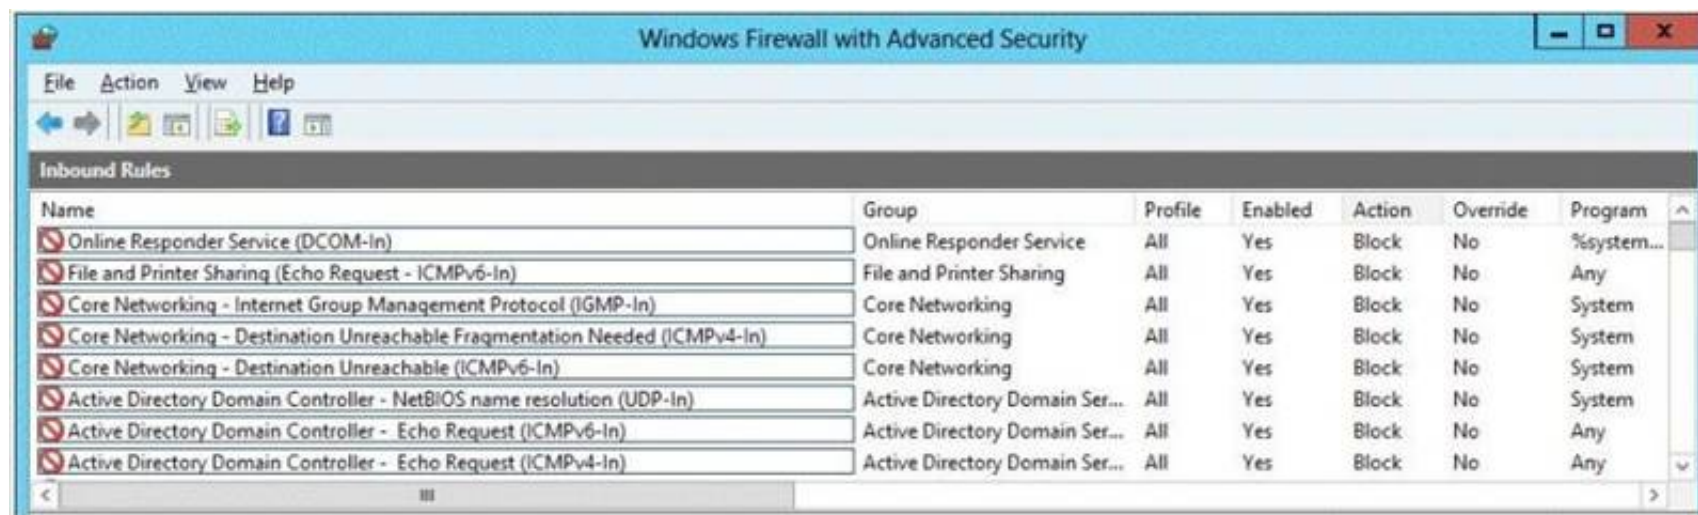 Windows Firewall with Advanced Security
File Action View Help
Inbound Rules
Name Group Profile Enabled Action Override Program
Online Responder Service (DCOM-In) Online Responder Service All Yes Block No %system...
File and Printer Sharing (Echo Request - ICMPv6-In) File and Printer Sharing All Yes Block No Any
Core Networking - Internet Group Management Protocol (IGMP-In) Core Networking All Yes Block No System
Core Networking - Destination Unreachable Fragmentation Needed (ICMPv4-In) Core Networking All Yes Block No System
Core Networking - Destination Unreachable (ICMPv6-In) Core Networking All Yes Block No System
Active Directory Domain Controller - NetBIOS name resolution (UDP-In) Active Directory Domain Ser... All Yes Block No System
Active Directory Domain Controller - Echo Request (ICMPv6-In) Active Directory Domain Ser... All Yes Block No Any
Active Directory Domain Controller - Echo Request (ICMPv4-In) Active Directory Domain Ser... All Yes Block No Any